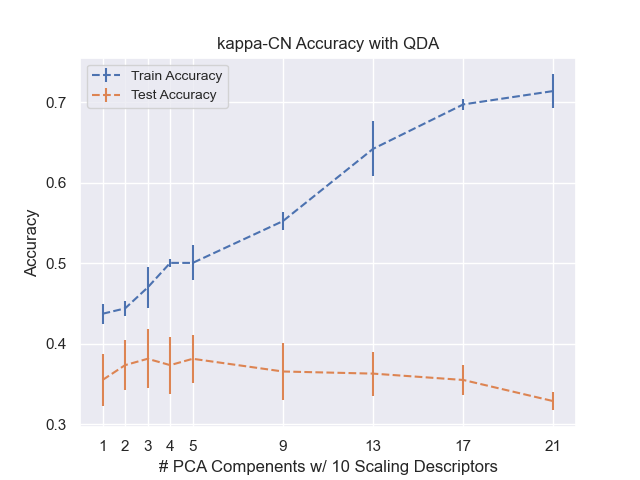 kappa-CN Accuracy with QDA
Train Accuracy
Test Accuracy
0.7
0.6
0.5
0.4
0.3
Accuracy
1 2 3 4 5 9 13 17 21
# PCA Compenents w/ 10 Scaling Descriptors